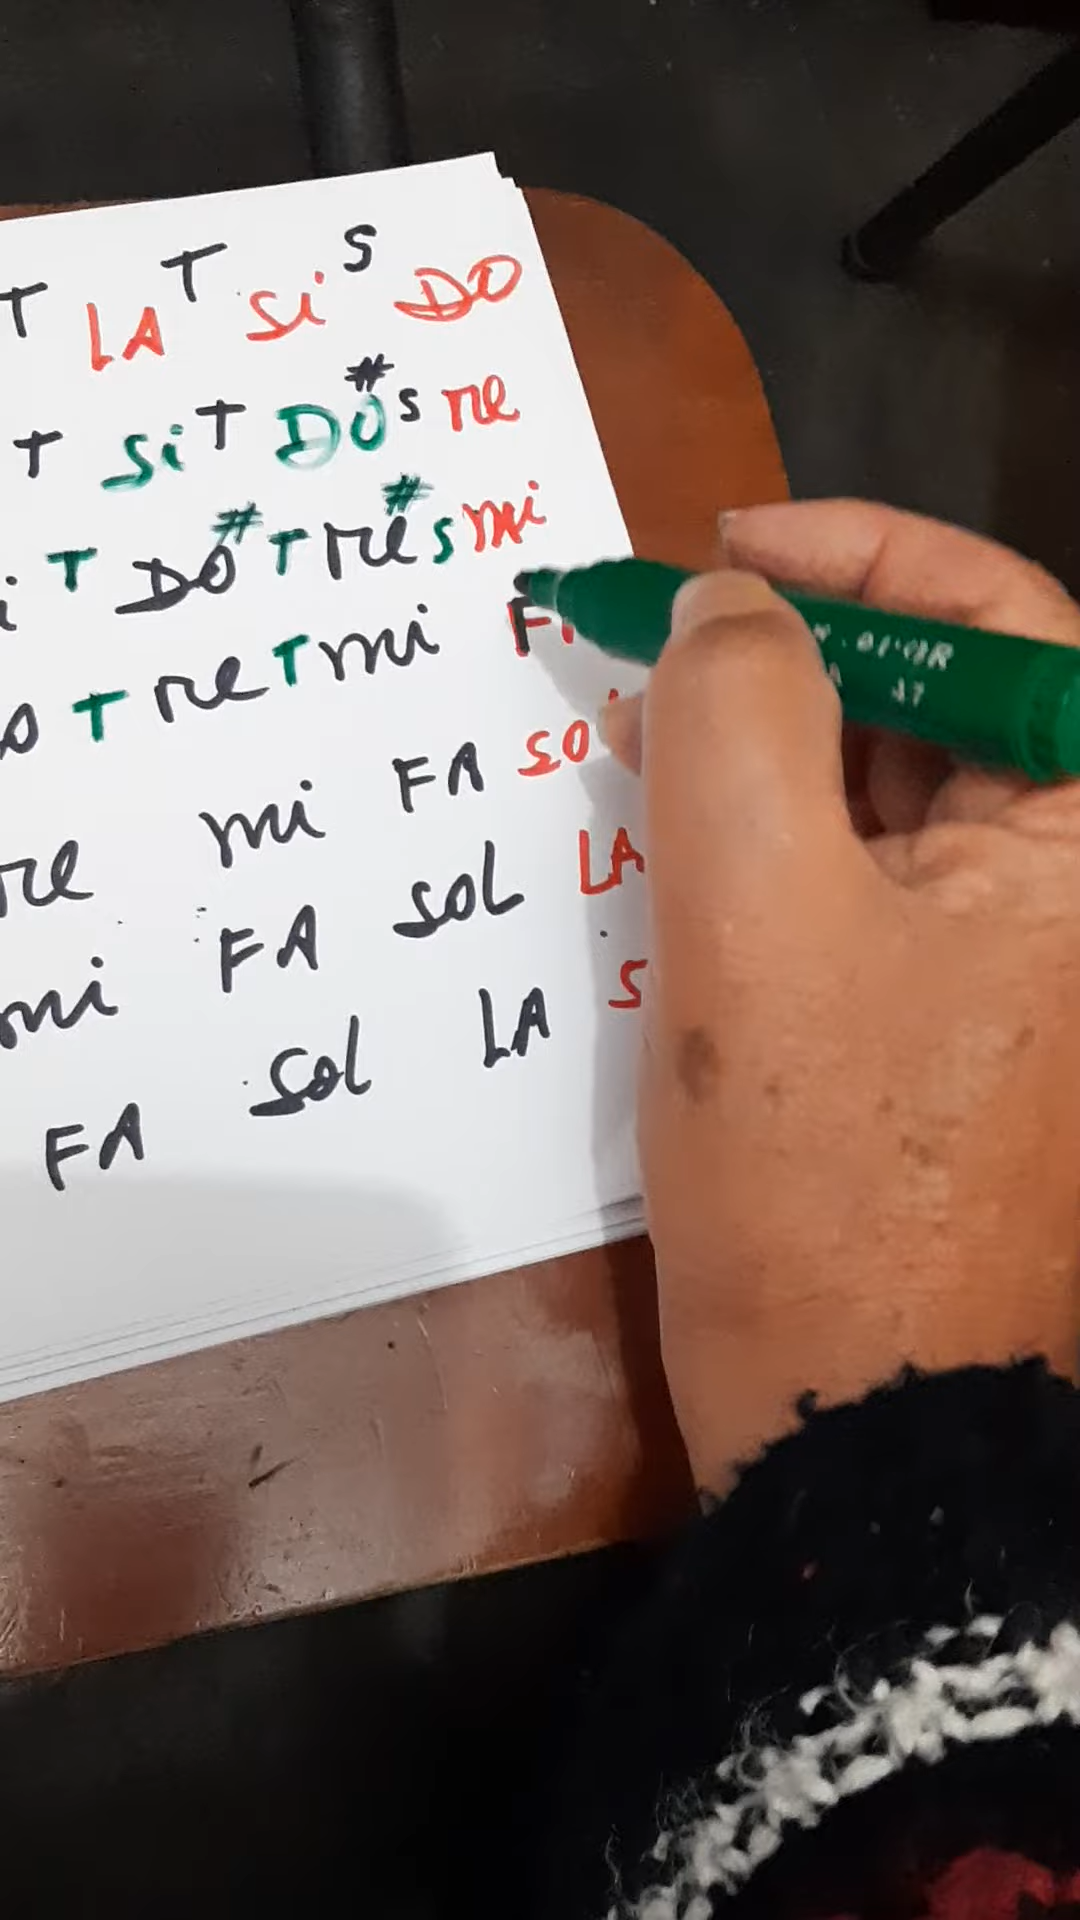 T LA T Si S DO
T Si T DO# S re
T DO# T re# S mi
T re T mi
re mi FA SO
mi FA SOL LA
FA SOL LA